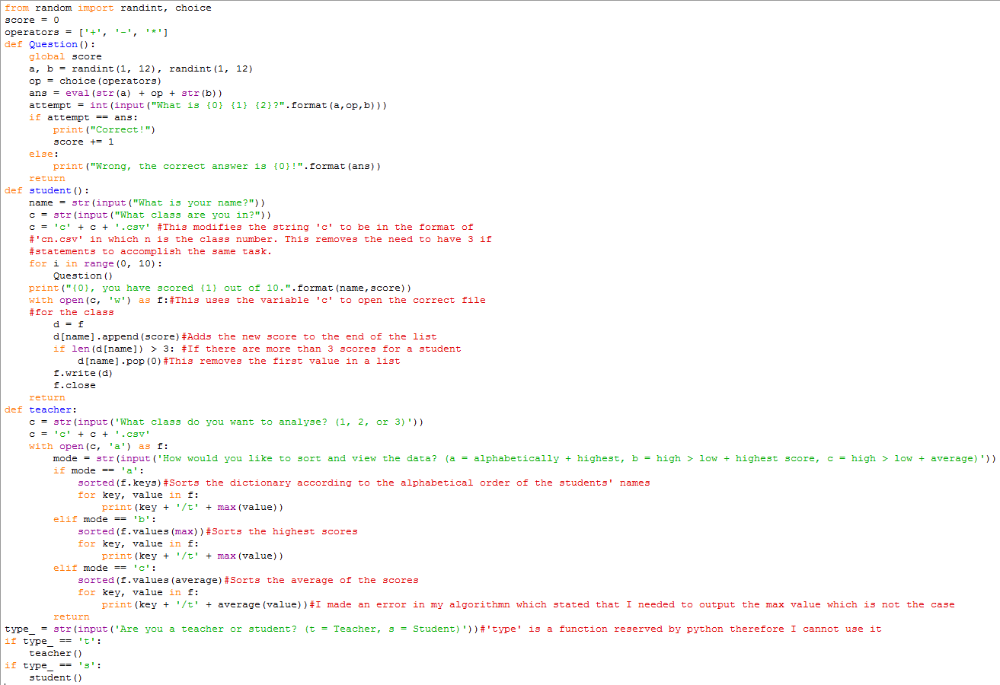 from random import randint, choice
score = 0
operators = ['+', '-', '*']
def Question():
    global score
    a, b = randint(1, 12), randint(1, 12)
    op = choice(operators)
    ans = eval(str(a) + op + str(b))
    attempt = int(input("What is {0} {1} {2}?".format(a,op,b)))
    if attempt == ans:
        print("Correct!")
        score += 1
    else:
        print("Wrong, the correct answer is {0}!".format(ans))
    return
def student():
    name = str(input("What is your name?"))
    c = str(input("What class are you in?"))
    c = 'c' + c + '.csv' #This modifies the string 'c' to be in the format of
    #'cn.csv' in which n is the class number. This removes the need to have 3 if
    #statements to accomplish the same task.
    for i in range(0, 10):
        Question()
    print("{0}, you have scored {1} out of 10.".format(name,score))
    with open(c, 'w') as f:#This uses the variable 'c' to open the correct file
    #for the class
        d = f
        d[name].append(score)#Adds the new score to the end of the list
        if len(d[name]) > 3: #If there are more than 3 scores for a student
            d[name].pop(0)#This removes the first value in a list
        f.write(d)
        f.close
    return
def teacher:
    c = str(input('What class do you want to analyse? (1, 2, or 3)'))
    c = 'c' + c + '.csv'
    with open(c, 'a') as f:
        mode = str(input('How would you like to sort and view the data? (a = alphabetically + highest, b = high > low + highest score, c = high > low + average)'))
        if mode == 'a':
            sorted(f.keys)#Sorts the dictionary according to the alphabetical order of the students' names
            for key, value in f:
                print(key + '/t' + max(value))
        elif mode == 'b':
            sorted(f.values(max))#Sorts the highest scores
            for key, value in f:
                print(key + '/t' + max(value))
        elif mode == 'c':
            sorted(f.values(average)#Sorts the average of the scores
            for key, value in f:
                print(key + '/t' + average(value))#I made an error in my algorithmn which stated that I needed to output the max value which is not the case
        return
type_ = str(input('Are you a teacher or student? (t = Teacher, s = Student)'))#'type' is a function reserved by python therefore I cannot use it
if type_ == 't':
    teacher()
if type_ == 's':
    student()